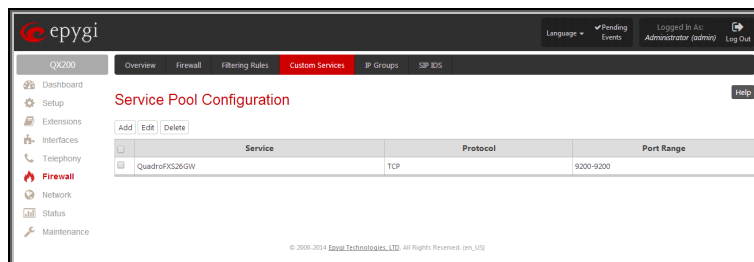 epygi
Language
Pending Events
Logged In As:
Administrator (admin)
Log Out
QX200
Overview
Firewall
Filtering Rules
Custom Services
IP Groups
SIP IDS
Dashboard
Setup
Extensions
Interfaces
Telephony
Firewall
Network
Status
Maintenance
Service Pool Configuration
Help
Add
Edit
Delete
Service
Protocol
Port Range
QuadroFXS26GW
TCP
9200-9200
© 2000-2014 Epygi Technologies, LTD. All Rights Reserved. (en_US)